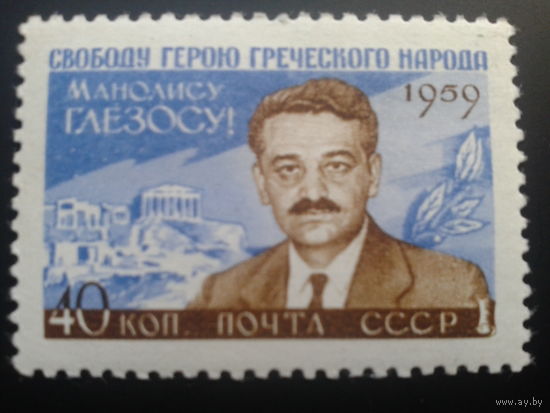 СВОБОДУ ГЕРОЮ ГРЕЧЕСКОГО НАРОДА
МАНОЛИСУ
ГЛЕЗОСУ!
1959
40 КОП. ПОЧТА СССР
www.ay.by